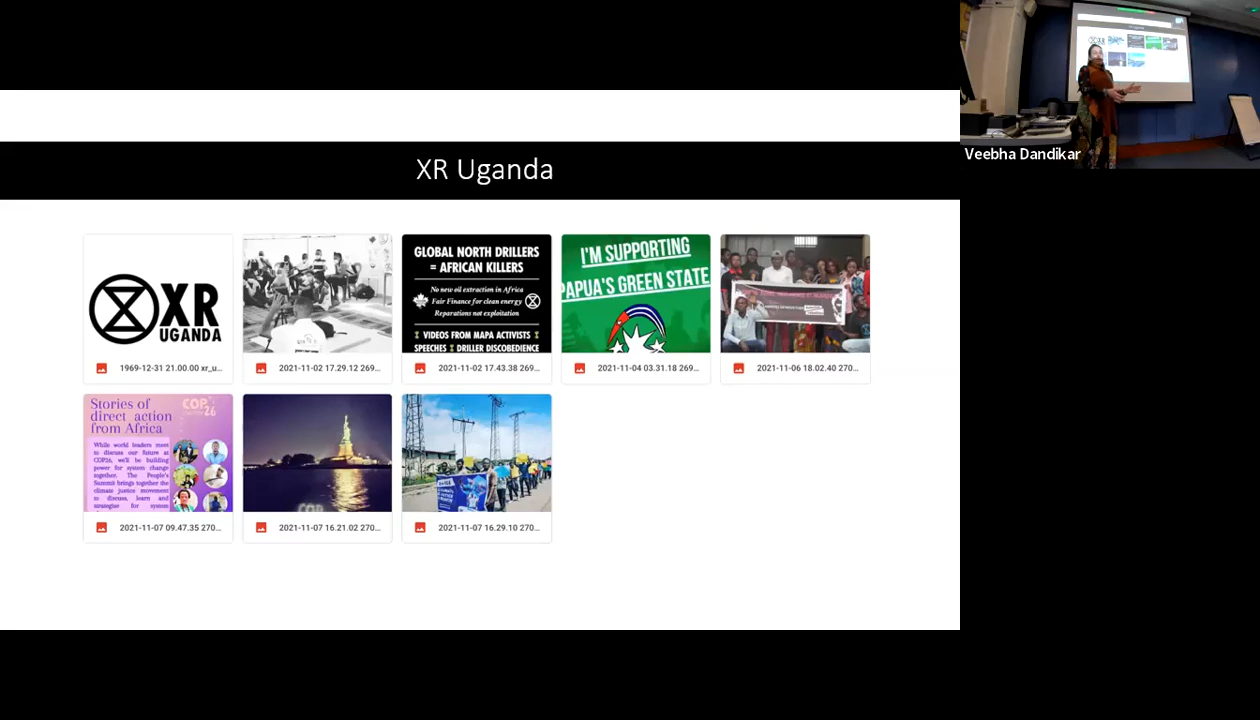 XR Uganda
Veebha Dandikar
XR
UGANDA
GLOBAL NORTH DRILLERS
= AFRICAN KILLERS
No new oil extraction in Africa
Fair Finance for clean energy
Reparations not exploitation
VIDEOS FROM MAPA ACTIVISTS
SPEECHES DRILLER DISCOBEDIENCE
I'M SUPPORTING
PAPUA'S GREEN STATE
1969-12-31 21.00.00 xr_u...
2021-11-02 17.29.12 269...
2021-11-02 17.43.38 269...
2021-11-04 03.31.18 269...
2021-11-06 18.02.40 270...
Stories of
direct action
from Africa
COP
26
While world leaders meet
to discuss our future at
COP26, we'll be building
power for system change
together. The People's
Summit brings together the
climate justice movement
to discuss, learn and
strategise for system
COP
2021-11-07 09.47.35 270...
2021-11-07 16.21.02 270...
2021-11-07 16.29.10 270...